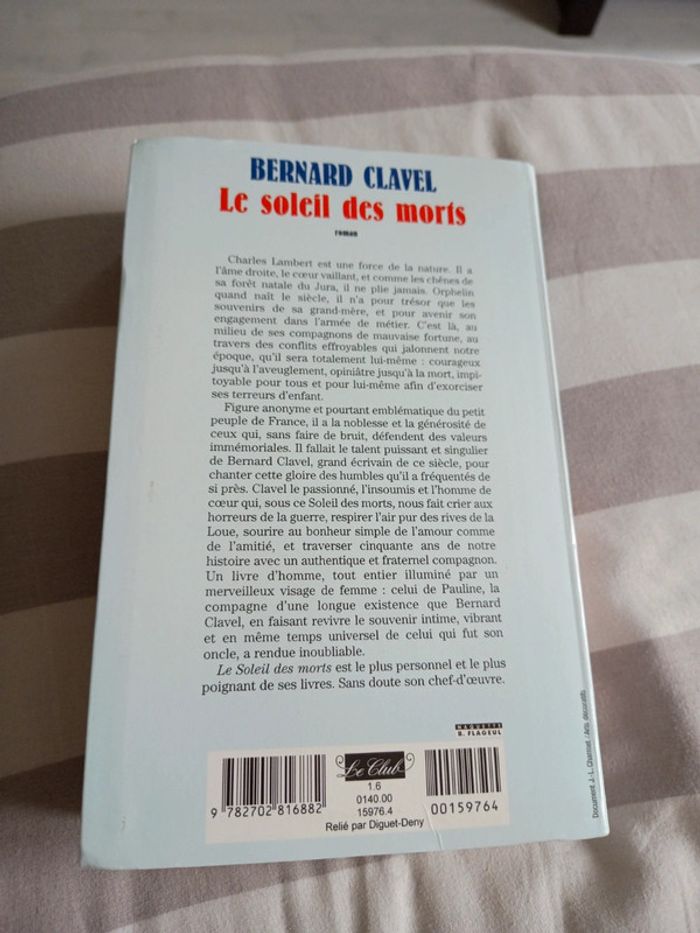 BERNARD CLAVEL
Le soleil des morts
roman
Charles Lambert est une force de la nature. Il a
l'âme droite, le cœur vaillant, et comme les chênes de
sa forêt natale du Jura, il ne plie jamais. Orphelin
quand naît le siècle, il n'a pour trésor que les
souvenirs de sa grand-mère, et pour avenir son
engagement dans l'armée de métier. C'est là, au
milieu de ses compagnons de mauvaise fortune, au
travers des conflits effroyables qui jalonnent notre
époque, qu'il sera totalement lui-même : courageux
jusqu'à l'aveuglement, opiniâtre jusqu'à la mort, impi-
toyable pour tous et pour lui-même afin d'exorciser
ses terreurs d'enfant.
Figure anonyme et pourtant emblématique du petit
peuple de France, il a la noblesse et la générosité de
ceux qui, sans faire de bruit, défendent des valeurs
immémoriales. Il fallait le talent puissant et singulier
de Bernard Clavel, grand écrivain de ce siècle, pour
chanter cette gloire des humbles qu'il a fréquentés de
si près. Clavel le passionné, l'insoumis et l'homme de
cœur qui, sous ce Soleil des morts, nous fait crier aux
horreurs de la guerre, respirer l'air pur des rives de la
Loue, sourire au bonheur simple de l'amour comme
de l'amitié, et traverser cinquante ans de notre
histoire avec un authentique et fraternel compagnon.
Un livre d'homme, tout entier illuminé par un
merveilleux visage de femme : celui de Pauline, la
compagne d'une longue existence que Bernard
Clavel, en faisant revivre le souvenir intime, vibrant
et en même temps universel de celui qui fut son
oncle, a rendue inoubliable.
Le Soleil des morts est le plus personnel et le plus
poignant de ses livres. Sans doute son chef-d'œuvre.
MAQUETTE
B. FLAGEUL
Document J.-L. Charmet / Arts décoratifs
Le Club
1.6
0140.00
15976.4
9 782702 816882
00159764
Relié par Diguet-Deny